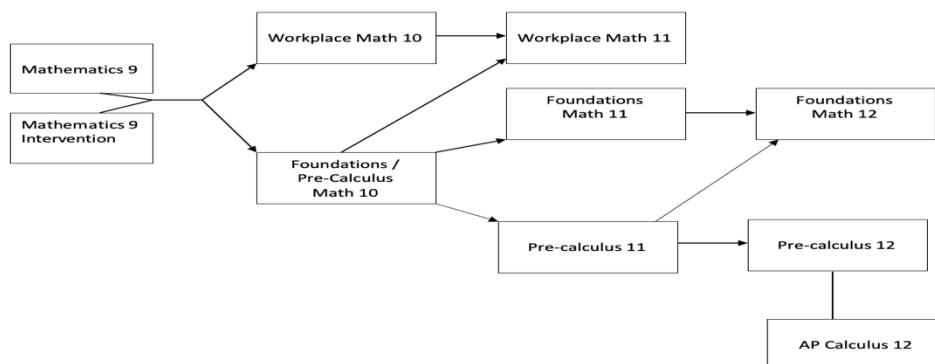 Workplace Math 10
Workplace Math 11
Mathematics 9
Mathematics 9
Intervention
Foundations
Math 11
Foundations
Math 12
Foundations /
Pre-Calculus
Math 10
Pre-calculus 11
Pre-calculus 12
AP Calculus 12